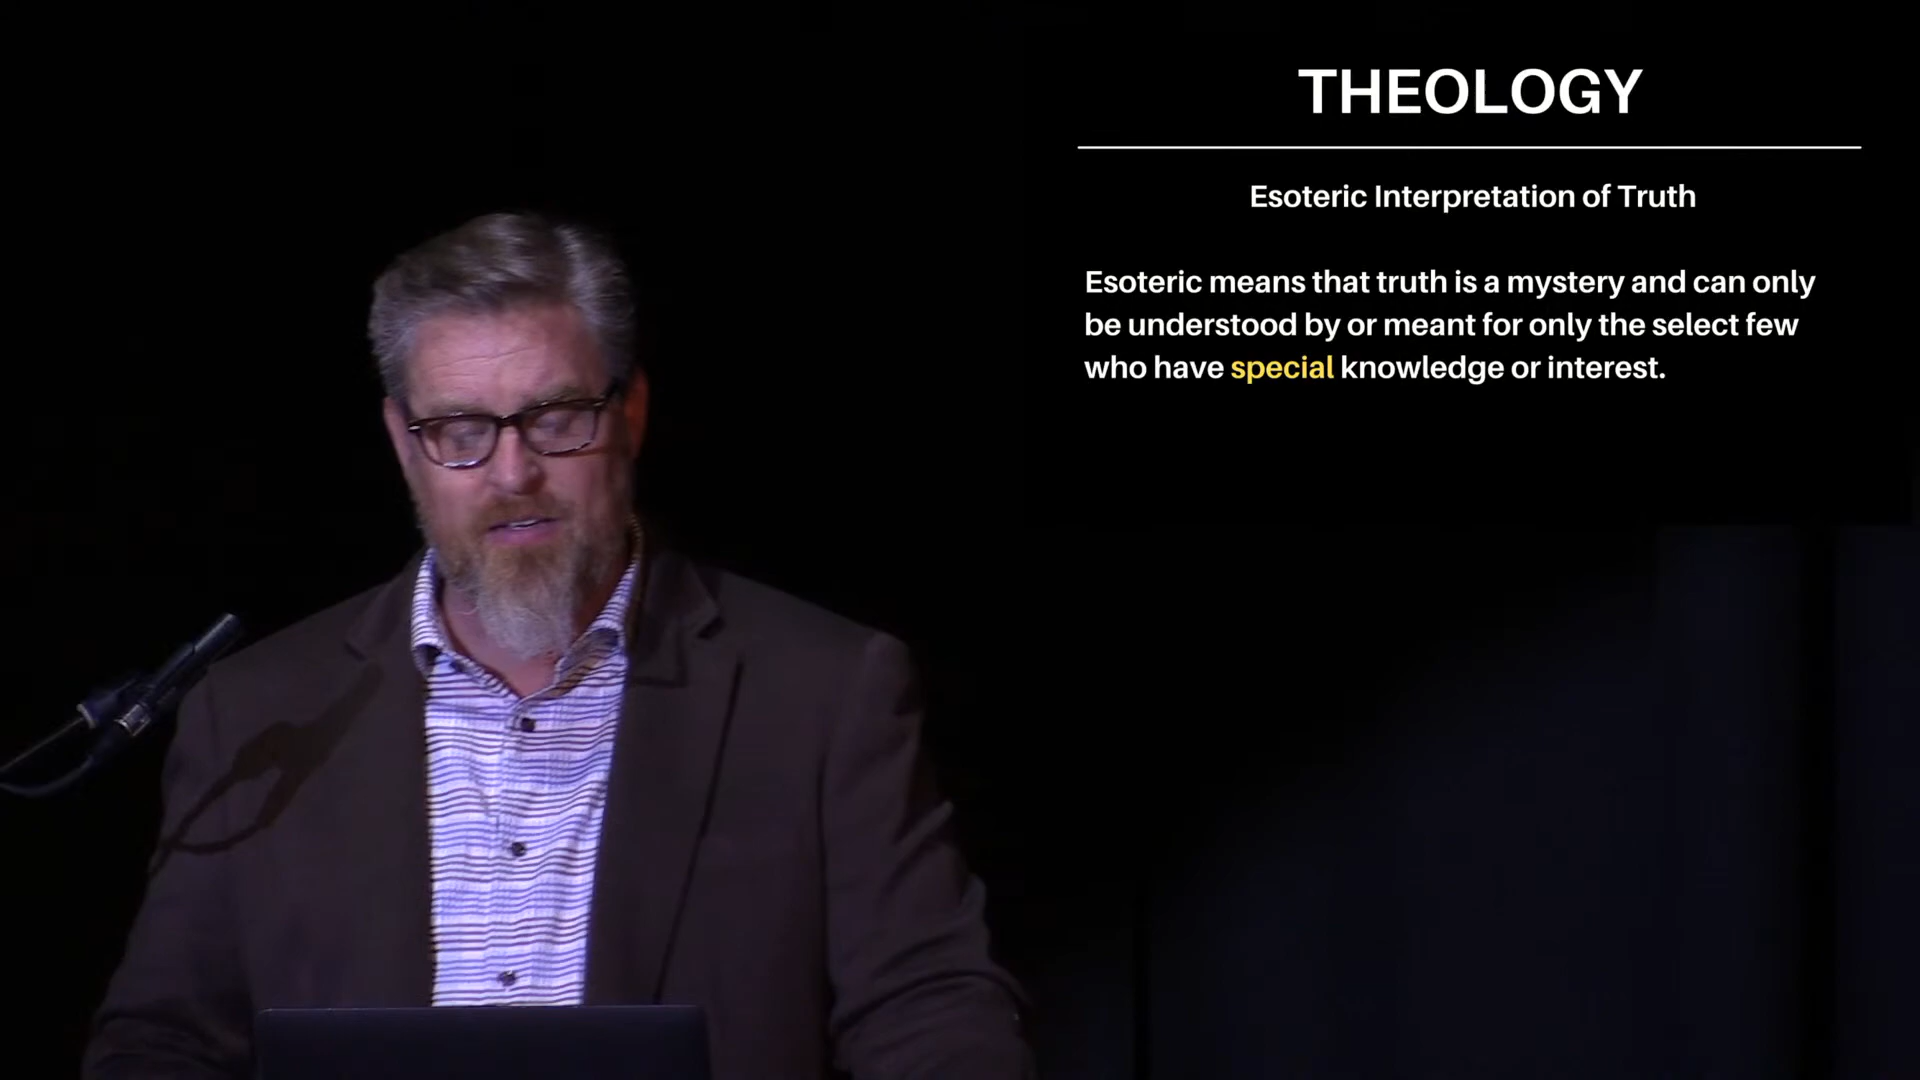 THEOLOGY
Esoteric Interpretation of Truth
Esoteric means that truth is a mystery and can only
be understood by or meant for only the select few
who have special knowledge or interest.